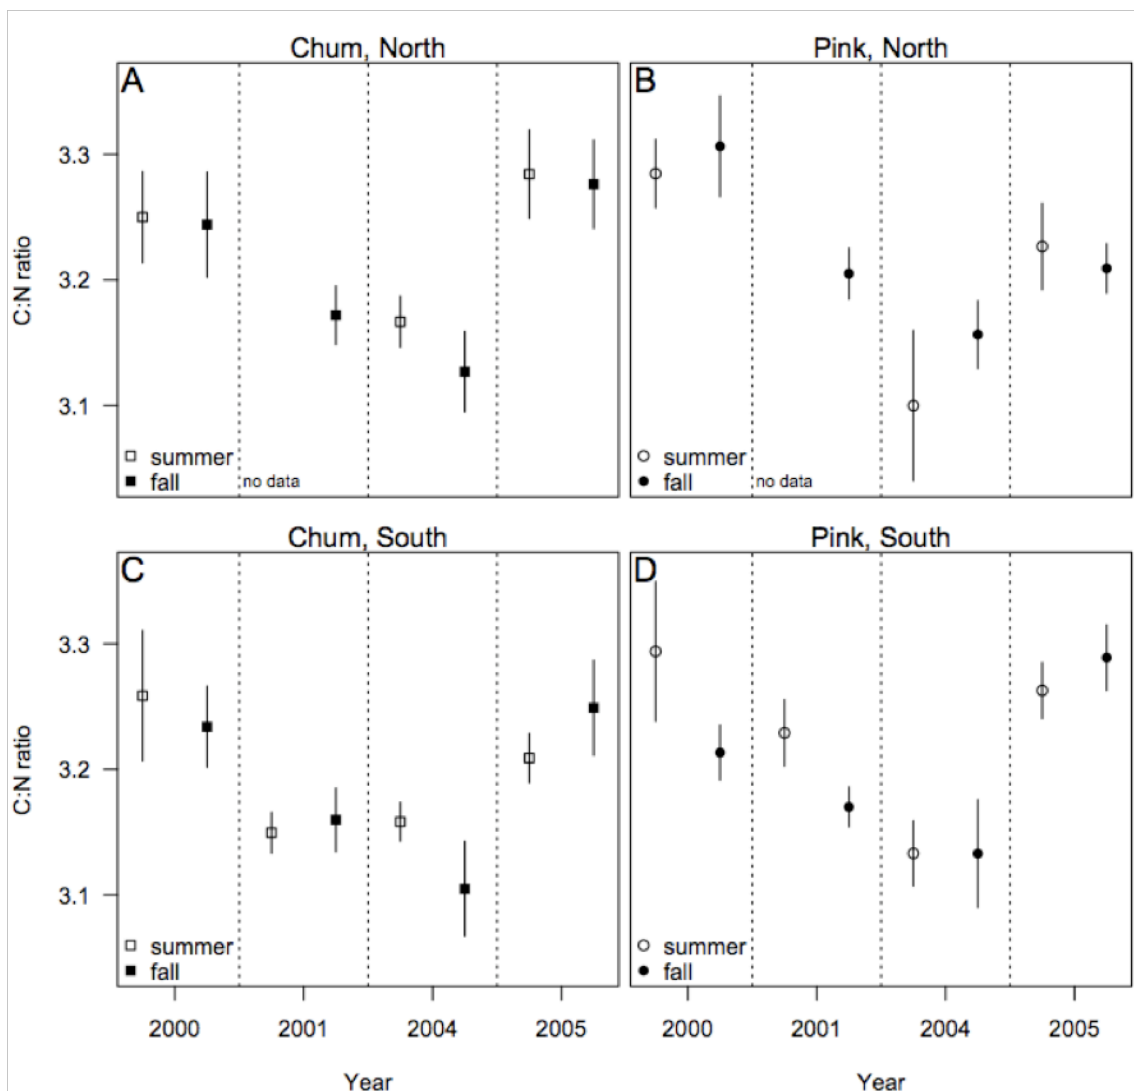 Chum, North
Pink, North
A
B
3.3
3.2
3.1
C:N ratio
summer
fall
no data
summer
fall
no data
Chum, South
Pink, South
C
D
3.3
3.2
3.1
C:N ratio
summer
fall
summer
fall
2000 2001 2004 2005
2000 2001 2004 2005
Year
Year